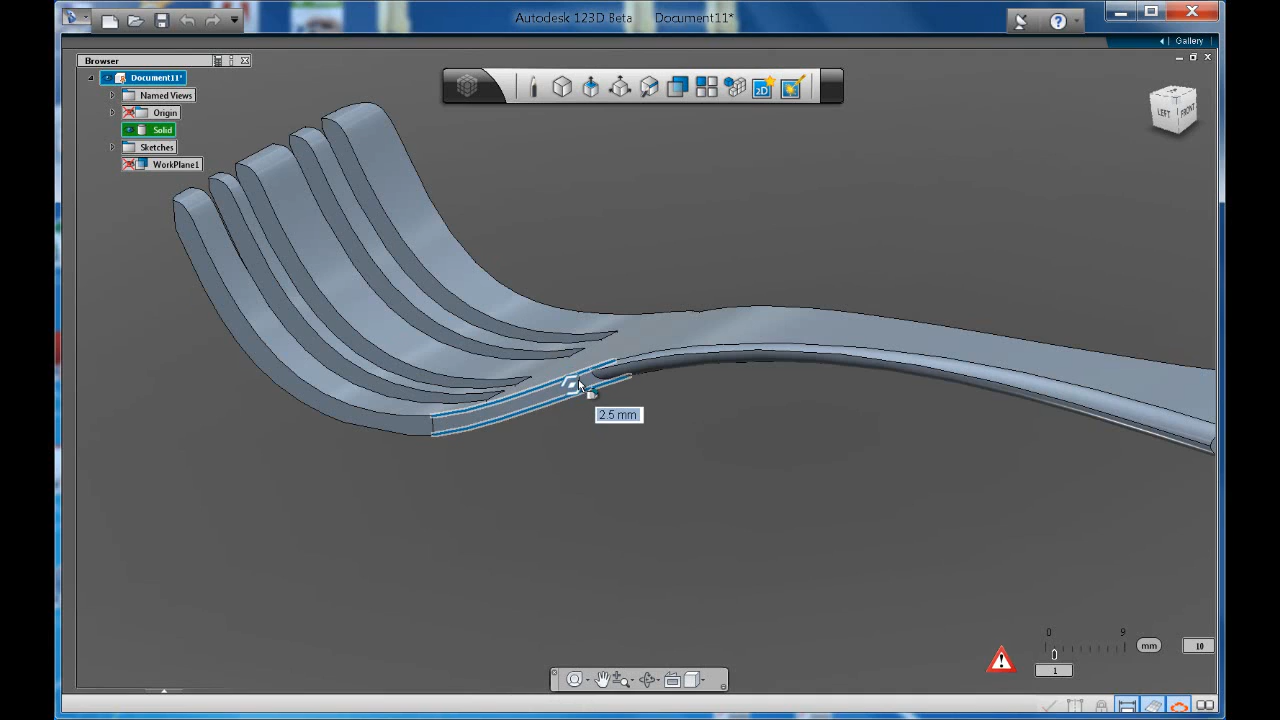 Autodesk 123D Beta Document11*
Gallery
Browser
Document11*
Named Views
Origin
Solid
Sketches
WorkPlane1
2D
LEFT FRONT
2.5 mm
0 9
mm 10
1